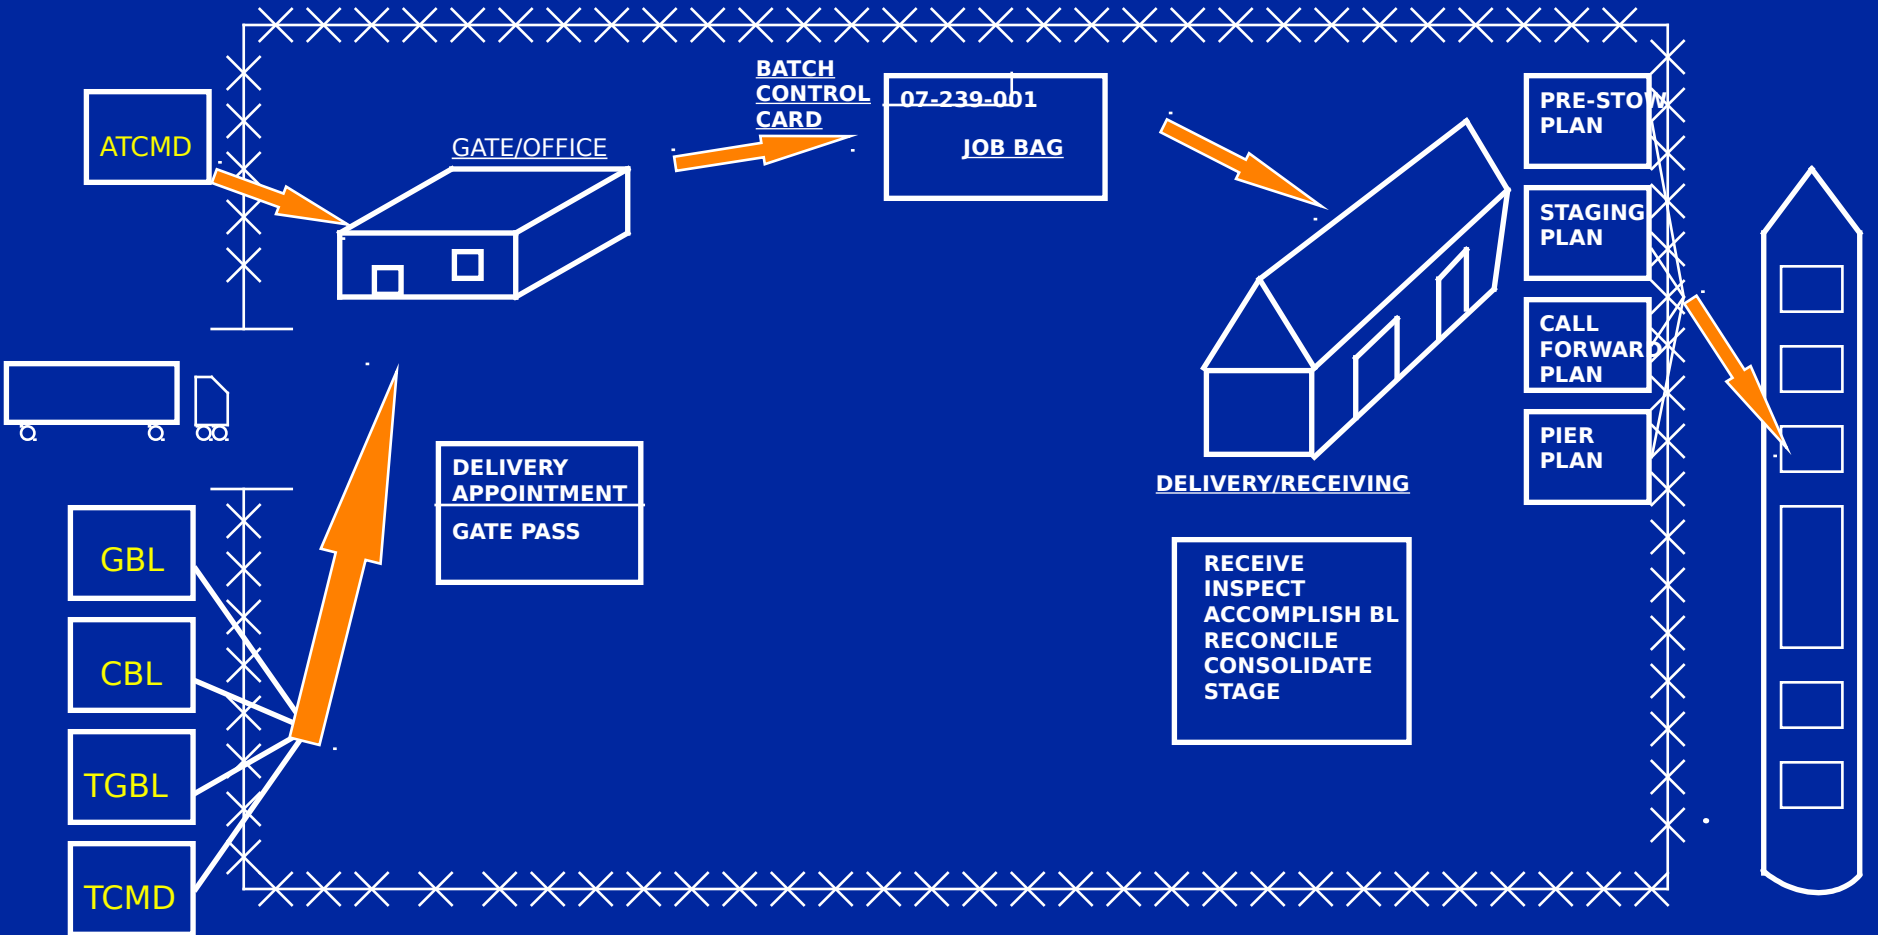 ATCMD
GATE/OFFICE
BATCH
CONTROL
CARD
07-239-001
JOB BAG
PRE-STOW
PLAN
STAGING
PLAN
CALL
FORWARD
PLAN
PIER
PLAN
DELIVERY
APPOINTMENT
GATE PASS
DELIVERY/RECEIVING
RECEIVE
INSPECT
ACCOMPLISH BL
RECONCILE
CONSOLIDATE
STAGE
GBL
CBL
TGBL
TCMD